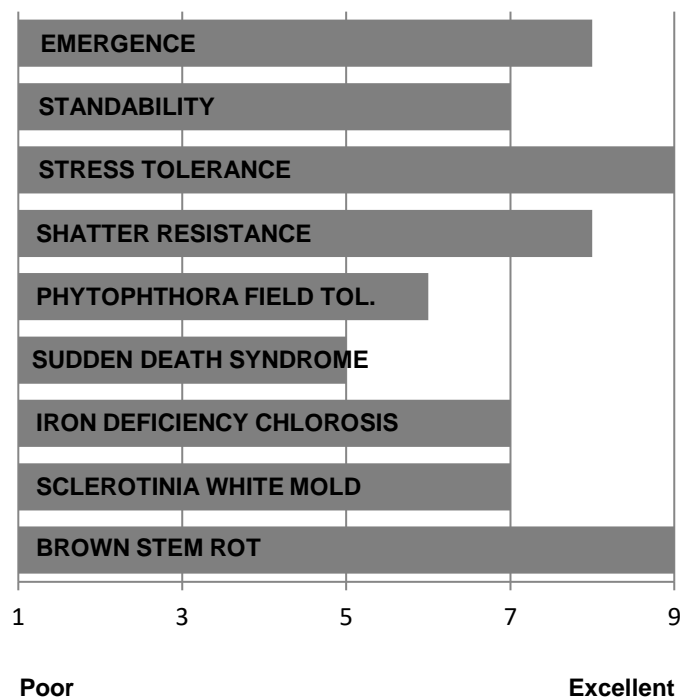 EMERGENCE
STANDABILITY
STRESS TOLERANCE
SHATTER RESISTANCE
PHYTOPHTHORA FIELD TOL.
SUDDEN DEATH SYNDROME
IRON DEFICIENCY CHLOROSIS
SCLEROTINIA WHITE MOLD
BROWN STEM ROT
1 3 5 7 9
Poor Excellent